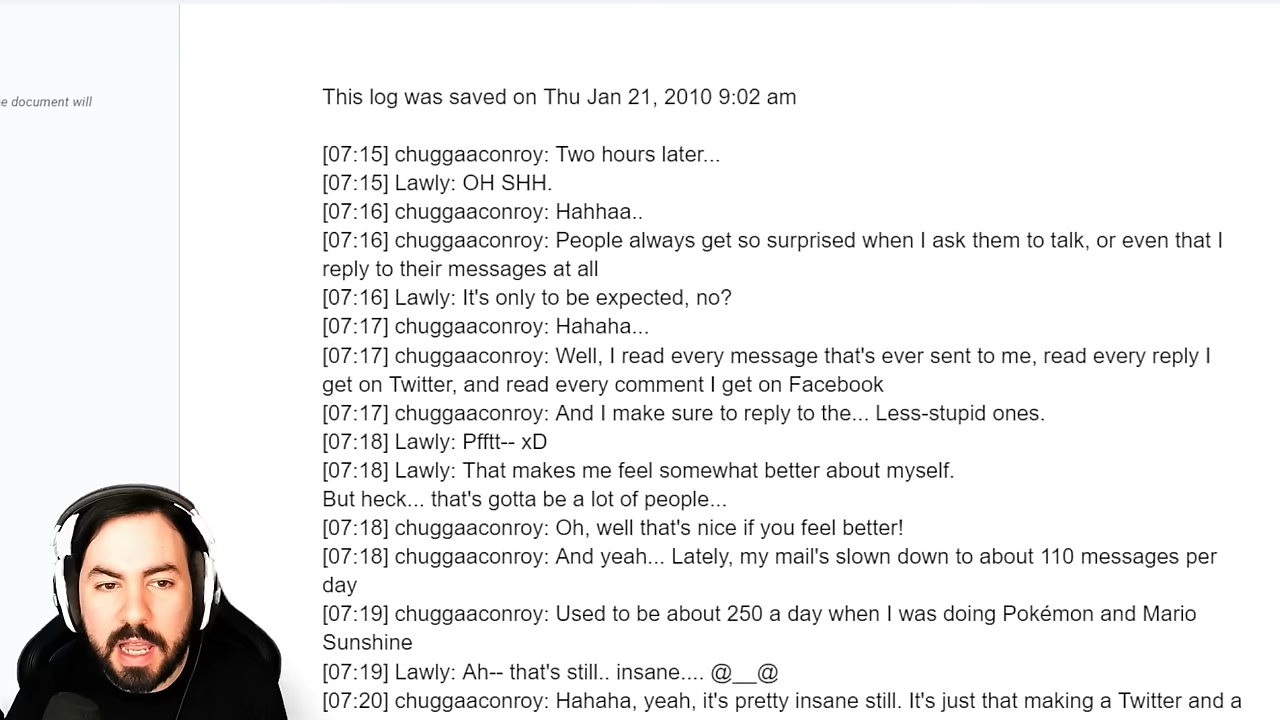 e document will
This log was saved on Thu Jan 21, 2010 9:02 am
[07:15] chuggaaconroy: Two hours later...
[07:15] Lawly: OH SHH.
[07:16] chuggaaconroy: Hahhaa..
[07:16] chuggaaconroy: People always get so surprised when I ask them to talk, or even that I
reply to their messages at all
[07:16] Lawly: It's only to be expected, no?
[07:17] chuggaaconroy: Hahaha...
[07:17] chuggaaconroy: Well, I read every message that's ever sent to me, read every reply I
get on Twitter, and read every comment I get on Facebook
[07:17] chuggaaconroy: And I make sure to reply to the... Less-stupid ones.
[07:18] Lawly: Pfftt-- xD
[07:18] Lawly: That makes me feel somewhat better about myself.
But heck... that's gotta be a lot of people...
[07:18] chuggaaconroy: Oh, well that's nice if you feel better!
[07:18] chuggaaconroy: And yeah... Lately, my mail's slown down to about 110 messages per
day
[07:19] chuggaaconroy: Used to be about 250 a day when I was doing Pokémon and Mario
Sunshine
[07:19] Lawly: Ah-- that's still.. insane.... @__@
[07:20] chuggaaconroy: Hahaha, yeah, it's pretty insane still. It's just that making a Twitter and a